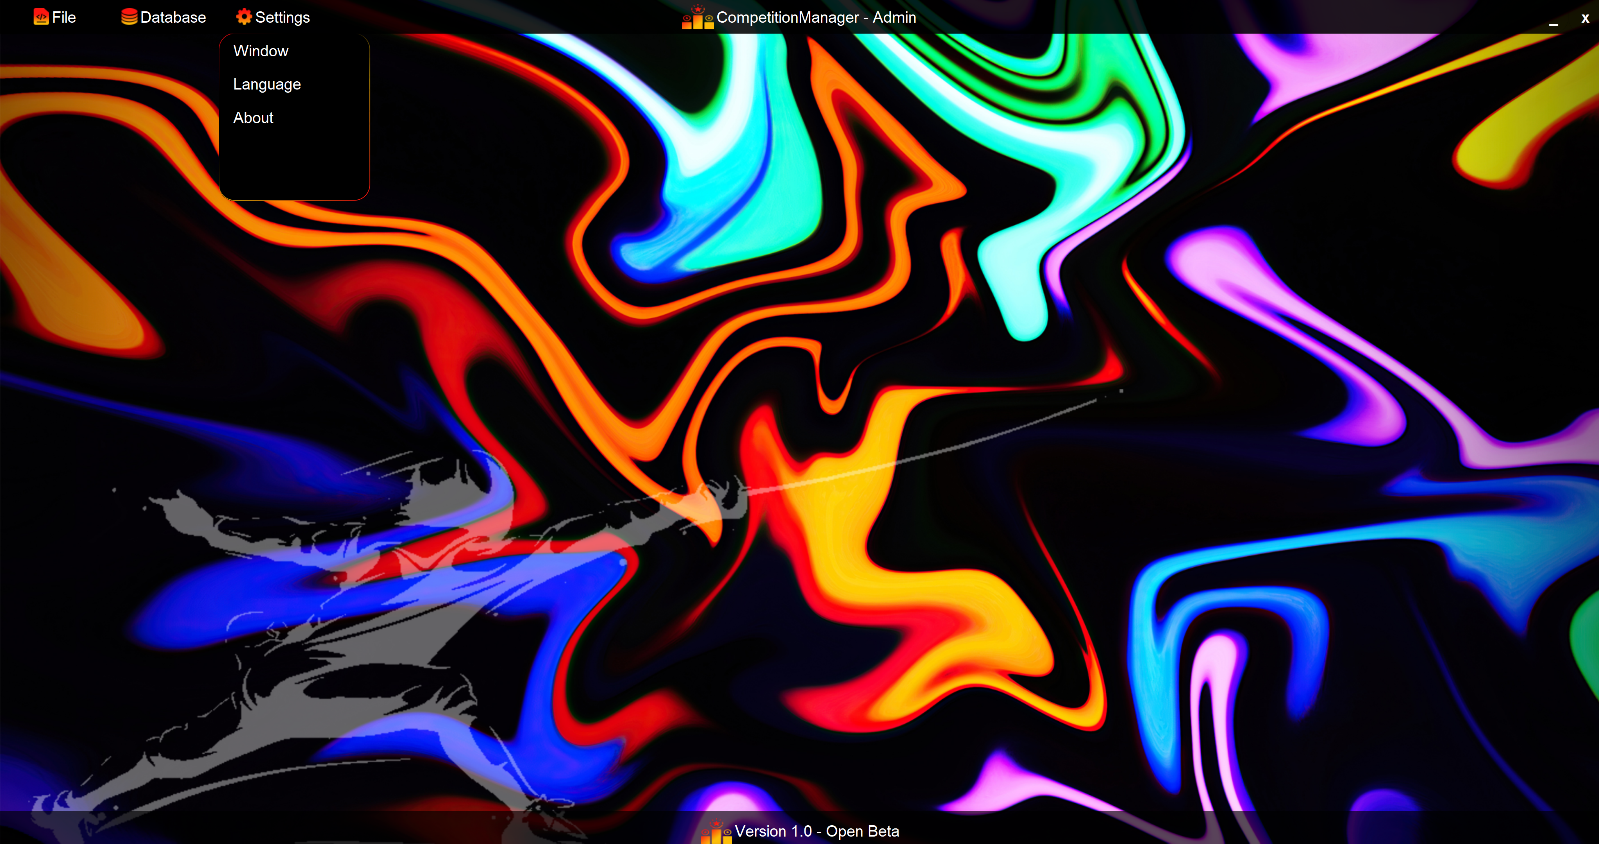 File Database Settings CompetitionManager - Admin _ x
Window
Language
About
Version 1.0 - Open Beta